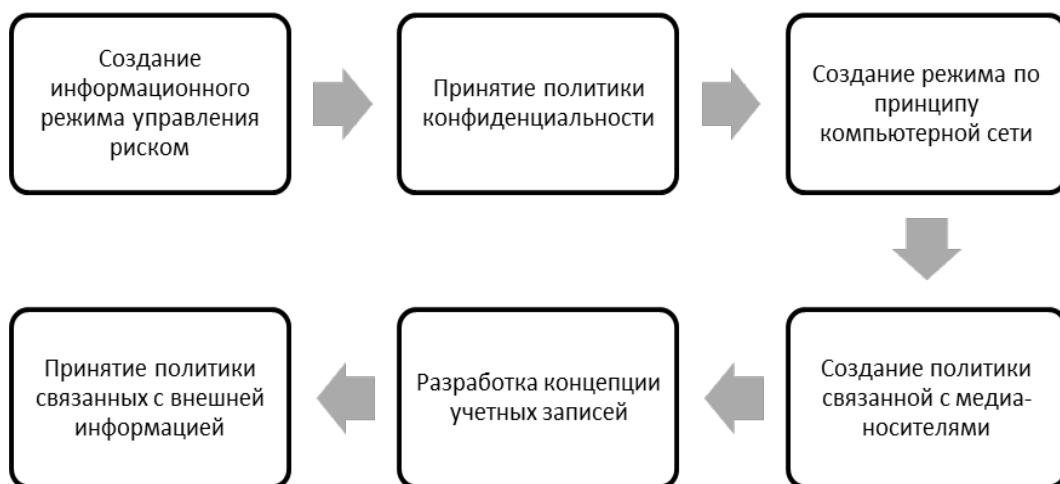 Создание
информационного
режима управления
риском
Принятие политики
конфиденциальности
Создание режима по
принципу
компьютерной сети
Создание политики
связанной с медиа-
носителями
Разработка концепции
учетных записей
Принятие политики
связанных с внешней
информацией